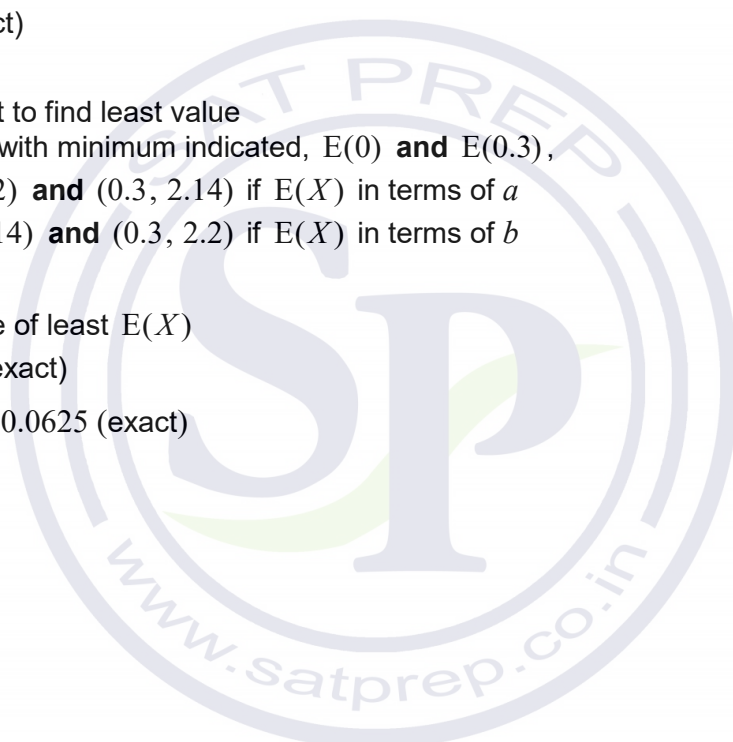 ct)
t to find least value
with minimum indicated, E(0) and E(0.3),
2) and (0.3, 2.14) if E(X) in terms of a
14) and (0.3, 2.2) if E(X) in terms of b
e of least E(X)
exact)
0.0625 (exact)
SAT PREP
SP
www.satprep.co.in